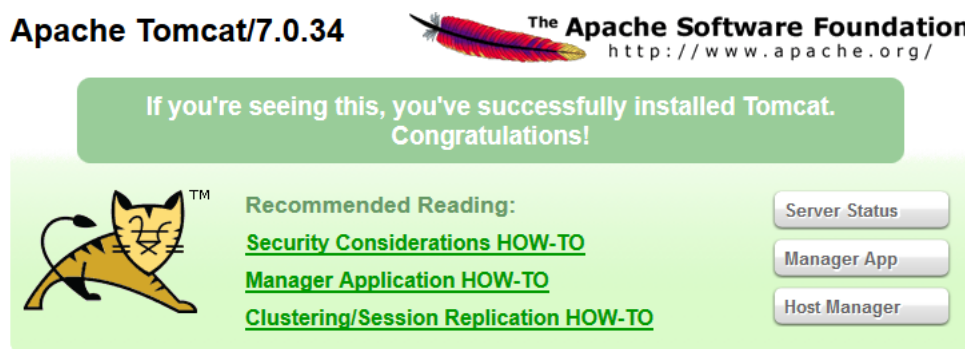 Apache Tomcat/7.0.34
The Apache Software Foundation
http://www.apache.org/
If you're seeing this, you've successfully installed Tomcat.
Congratulations!
TM
Recommended Reading:
Security Considerations HOW-TO
Manager Application HOW-TO
Clustering/Session Replication HOW-TO
Server Status
Manager App
Host Manager